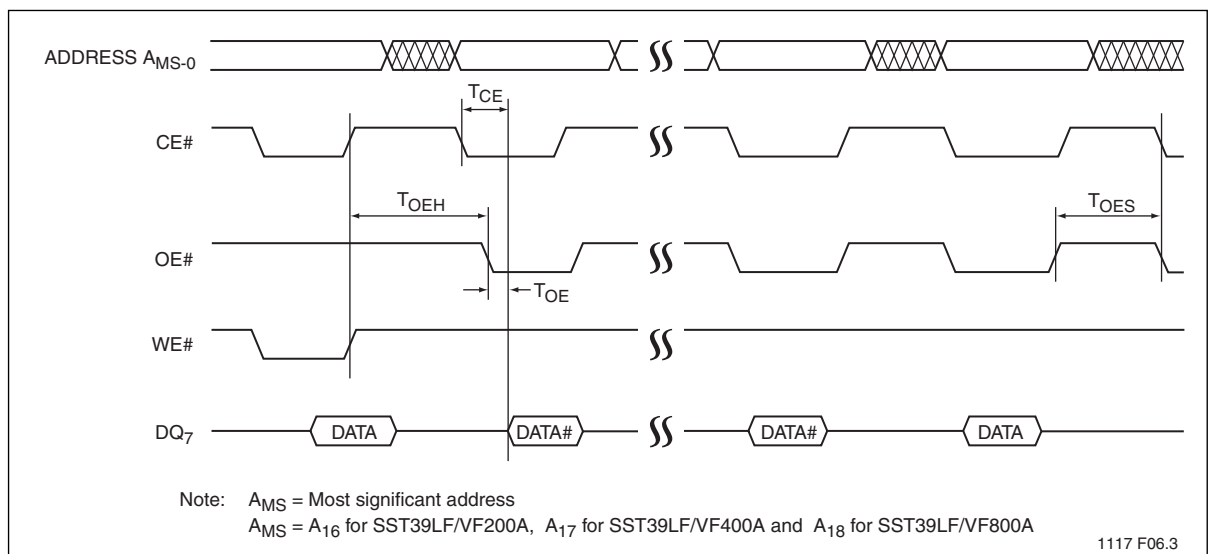 ADDRESS AMS-0
TCE
CE#
TOEH
TOES
OE#
TOE
WE#
DQ7
DATA
DATA#
DATA#
DATA
Note: AMS = Most significant address
AMS = A16 for SST39LF/VF200A, A17 for SST39LF/VF400A and A18 for SST39LF/VF800A
1117 F06.3